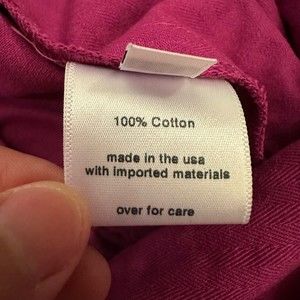 100% Cotton
made in the usa
with imported materials
over for care